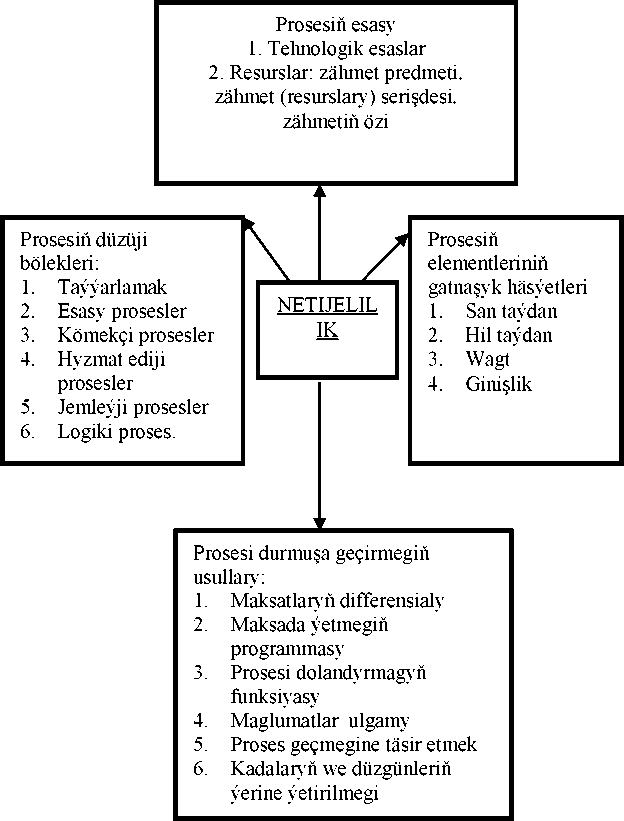 Prosesiň esasy
1. Tehnologik esaslar
2. Resurslar: zähmet predmeti,
zähmet (resurslary) serişdesi,
zähmetiň özi
Prosesiň düzüji
bölekleri:
1. Taýýarlamak
2. Esasy prosesler
3. Kömekçi prosesler
4. Hyzmat ediji
prosesler
5. Jemleýji prosesler
6. Logiki proses.
NETIJELIL
IK
Prosesiň
elementleriniň
gatnaşyk häsýetleri
1. San taýdan
2. Hil taýdan
3. Wagt
4. Ginişlik
Prosesi durmuşa geçirmegiň
usullary:
1. Maksatlaryň differensialy
2. Maksada ýetmegiň
programmasy
3. Prosesi dolandyrmagyň
funksiyasy
4. Maglumatlar ulgamy
5. Proses geçmegine täsir etmek
6. Kadalaryň we düzgünleriň
ýerine ýetirilmegi